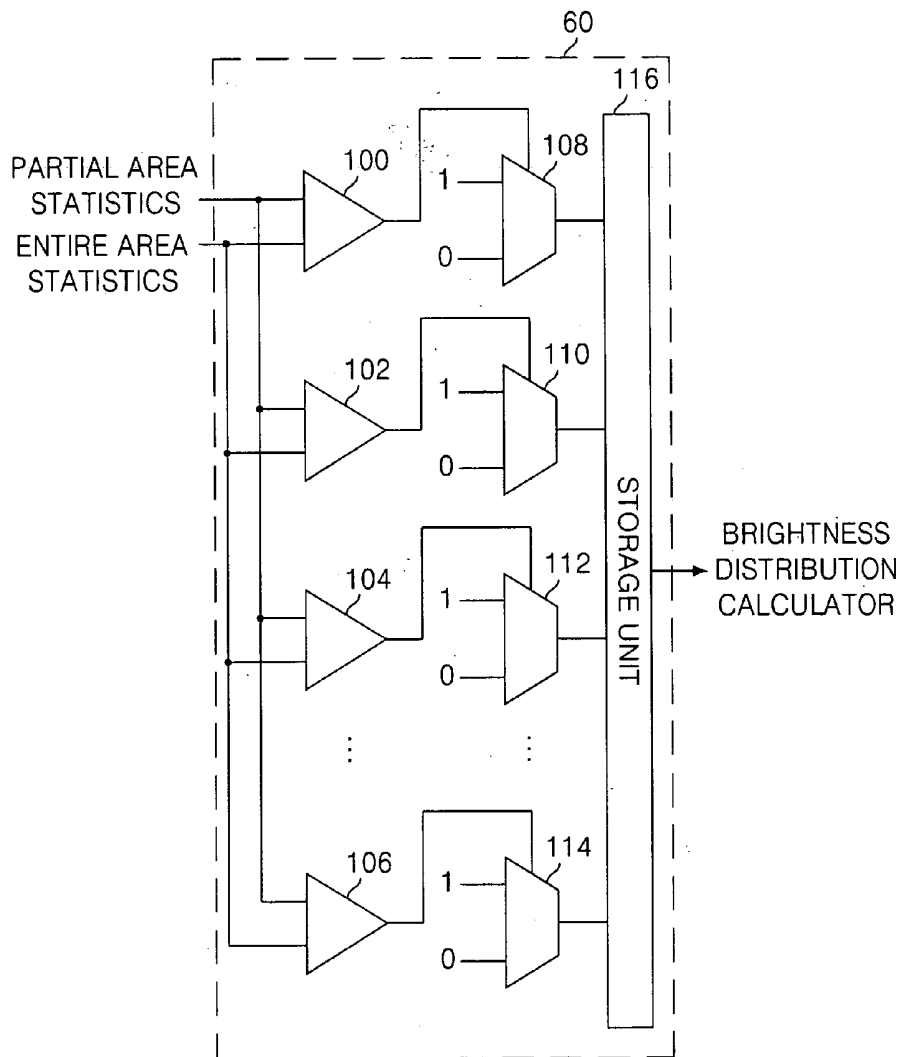 60
116
PARTIAL AREA
STATISTICS
ENTIRE AREA
STATISTICS
100
1
108
0
102
1
110
0
104
1
112
0
STORAGE UNIT
BRIGHTNESS
DISTRIBUTION
CALCULATOR
106
1
114
0